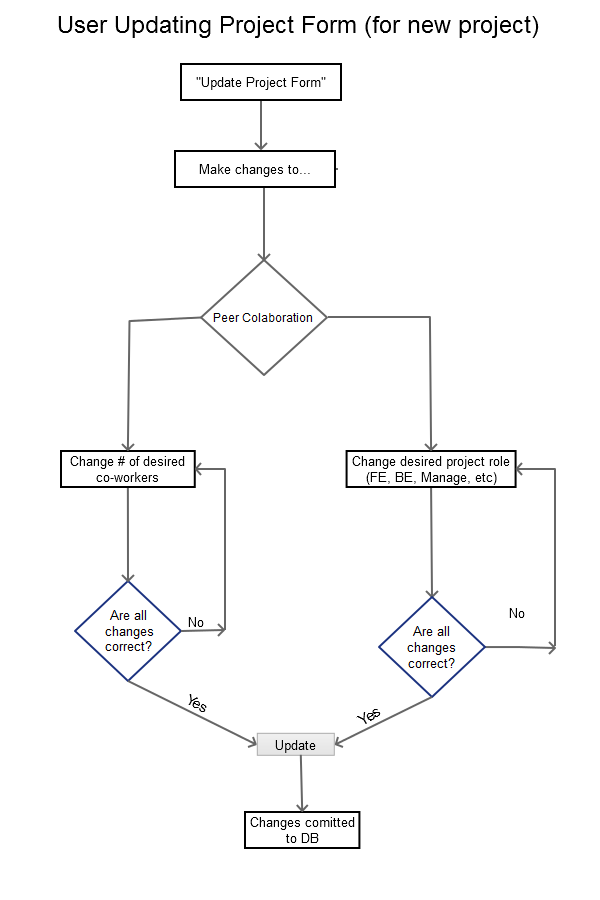 User Updating Project Form (for new project)
"Update Project Form"
Make changes to...
Peer Colaboration
Change # of desired
co-workers
Change desired project role
(FE, BE, Manage, etc)
Are all
changes
correct?
No
Are all
changes
correct?
No
Yes
Yes
Update
Changes comitted
to DB